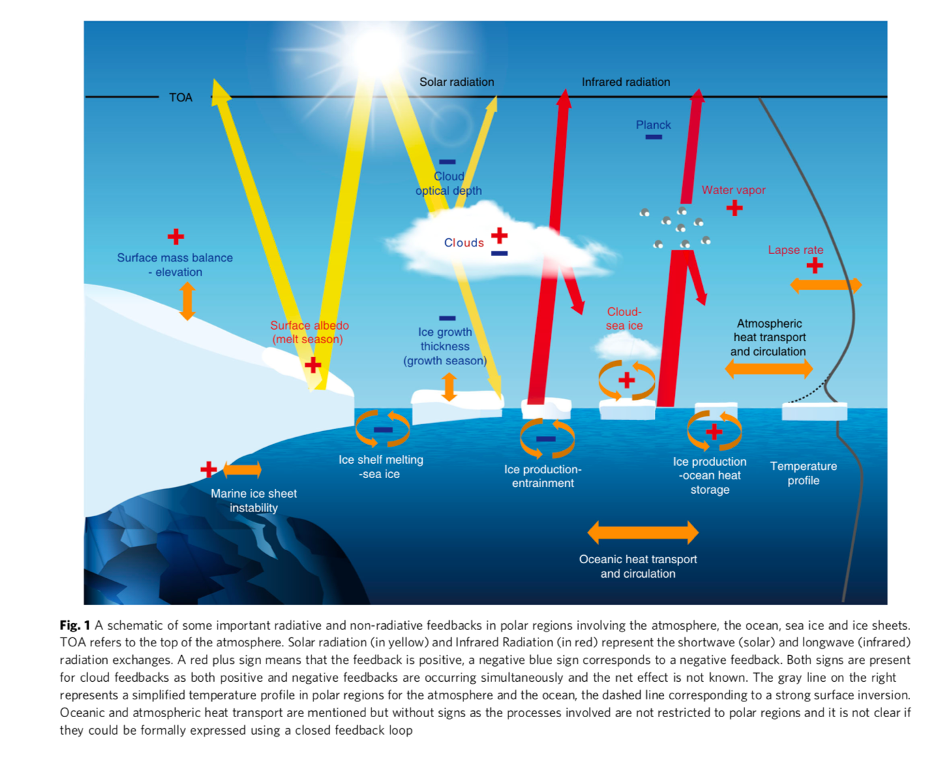 Solar radiation
Infrared radiation
TOA
Planck
Cloud
optical depth
Water vapor
Clouds
Surface mass balance
- elevation
Lapse rate
Surface albedo
(melt season)
Ice growth
thickness
(growth season)
Cloud-
sea ice
Atmospheric
heat transport
and circulation
Ice shelf melting
-sea ice
Ice production-
entrainment
Ice production
-ocean heat
storage
Temperature
profile
Marine ice sheet
instability
Oceanic heat transport
and circulation
Fig. 1 A schematic of some important radiative and non-radiative feedbacks in polar regions involving the atmosphere, the ocean, sea ice and ice sheets.
TOA refers to the top of the atmosphere. Solar radiation (in yellow) and Infrared Radiation (in red) represent the shortwave (solar) and longwave (infrared)
radiation exchanges. A red plus sign means that the feedback is positive, a negative blue sign corresponds to a negative feedback. Both signs are present
for cloud feedbacks as both positive and negative feedbacks are occurring simultaneously and the net effect is not known. The gray line on the right
represents a simplified temperature profile in polar regions for the atmosphere and the ocean, the dashed line corresponding to a strong surface inversion.
Oceanic and atmospheric heat transport are mentioned but without signs as the processes involved are not restricted to polar regions and it is not clear if
they could be formally expressed using a closed feedback loop